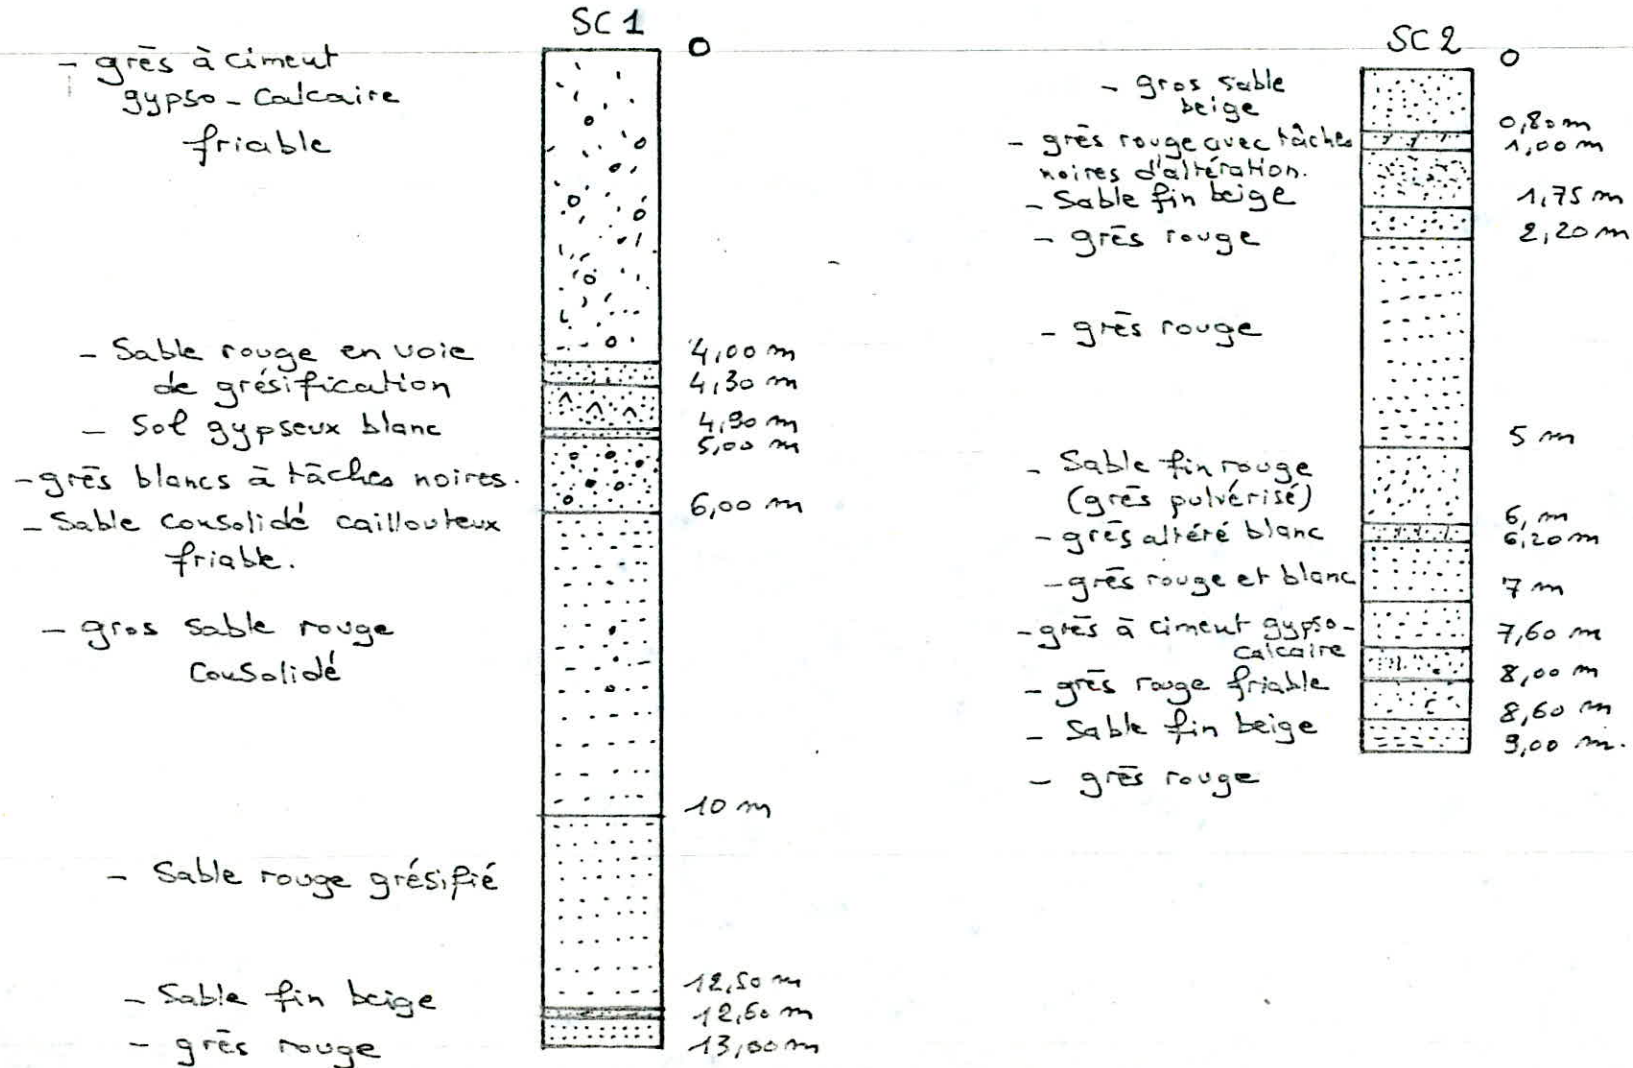 SC 1
0
- grès à ciment
gypso-calcaire
friable
- Sable rouge en voie
de grésification
- Sol gypseux blanc
- grès blancs à tâches noires.
- Sable consolidé caillouteux
friable.
- gros sable rouge
consolidé
- Sable rouge grésifié
- Sable fin beige
- grès rouge
4,00 m
4,30 m
4,90 m
5,00 m
6,00 m
10 m
12,50 m
12,60 m
13,00 m
SC 2
0
- gros sable
beige
- grès rouge avec tâches
noires d'altération.
- Sable fin beige
- grès rouge
- grès rouge
- Sable fin rouge
(grès pulvérisé)
- grès altéré blanc
- grès rouge et blanc
- grès à ciment gypso-
calcaire
- grès rouge friable
- Sable fin beige
- grès rouge
0,80 m
1,00 m
1,75 m
2,20 m
5 m
6, m
6,20 m
7 m
7,60 m
8,00 m
8,60 m
9,00 m.